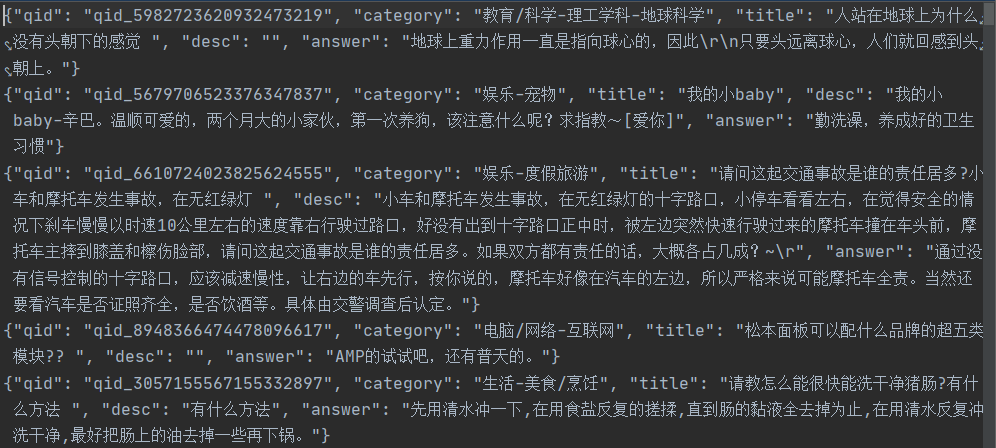 {"qid": "qid_5982723620932473219", "category": "教育/科学-理工学科-地球科学", "title": "人站在地球上为什么
没有头朝下的感觉 ", "desc": "", "answer": "地球上重力作用一直是指向球心的，因此\r\n只要头远离球心，人们就回感到头
朝上。"}
{"qid": "qid_5679706523376347837", "category": "娱乐-宠物", "title": "我的小baby", "desc": "我的小
baby-辛巴。温顺可爱的，两个月大的小家伙，第一次养狗，该注意什么呢？求指教～[爱你]", "answer": "勤洗澡，养成好的卫生
习惯"}
{"qid": "qid_6610724023825624555", "category": "娱乐-度假旅游", "title": "请问这起交通事故是谁的责任居多?小
车和摩托车发生事故，在无红绿灯 ", "desc": "小车和摩托车发生事故，在无红绿灯的十字路口，小停车看看左右，在觉得安全的情
况下刹车慢慢以时速10公里左右的速度靠右行驶过路口，好没有出到十字路口正中时，被左边突然快速行驶过来的摩托车撞在车头前，摩
托车主摔到膝盖和檫伤脸部，请问这起交通事故是谁的责任居多。如果双方都有责任的话，大概各占几成？~\r", "answer": "通过没
有信号控制的十字路口，应该减速慢性，让右边的车先行，按你说的，摩托车好像在汽车的左边，所以严格来说可能摩托车全责。当然还
要看汽车是否证照齐全，是否饮酒等。具体由交警调查后认定。"}
{"qid": "qid_8948366474478096617", "category": "电脑/网络-互联网", "title": "松本面板可以配什么品牌的超五类
模块?? ", "desc": "", "answer": "AMP的试试吧，还有普天的。"}
{"qid": "qid_3057155567155332897", "category": "生活-美食/烹饪", "title": "请教怎么能很快能洗干净猪肠?有什
么方法 ", "desc": "有什么方法", "answer": "先用清水冲一下,在用食盐反复的搓揉,直到肠的黏液全去掉为止,在用清水反复冲
洗干净,最好把肠上的油去掉一些再下锅。"}